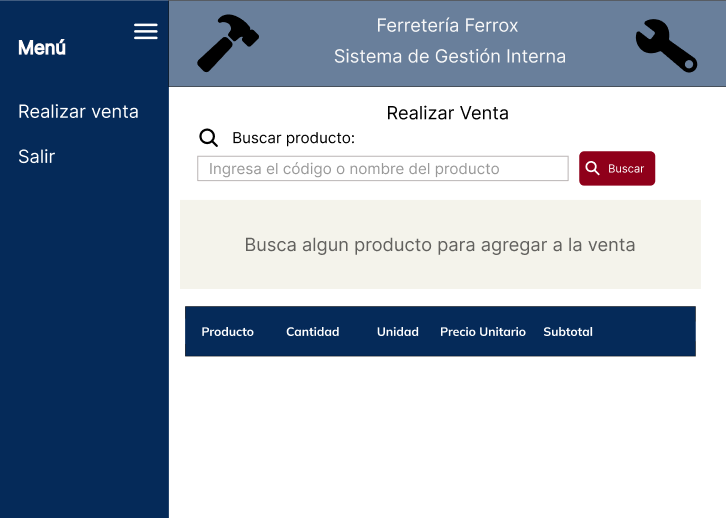 Menú
Realizar venta
Salir
Ferretería Ferrox
Sistema de Gestión Interna
Realizar Venta
Buscar producto:
Ingresa el código o nombre del producto
Buscar
Busca algun producto para agregar a la venta
Producto Cantidad Unidad Precio Unitario Subtotal